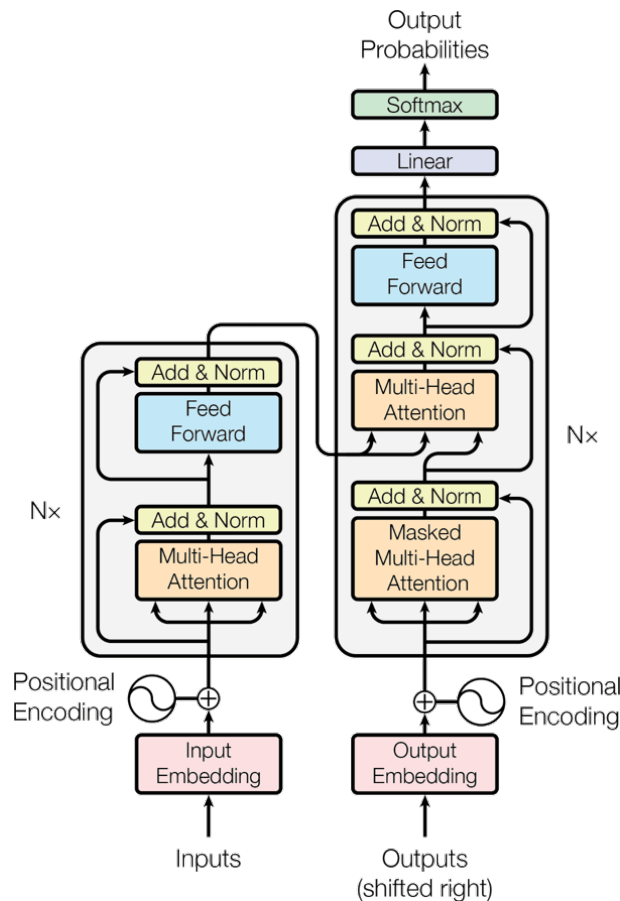 Output
Probabilities
Softmax
Linear
Add & Norm
Feed
Forward
Add & Norm
Multi-Head
Attention
Add & Norm
Masked
Multi-Head
Attention
Nx
Add & Norm
Feed
Forward
Add & Norm
Multi-Head
Attention
Nx
Positional
Encoding
Positional
Encoding
Input
Embedding
Output
Embedding
Inputs
Outputs
(shifted right)